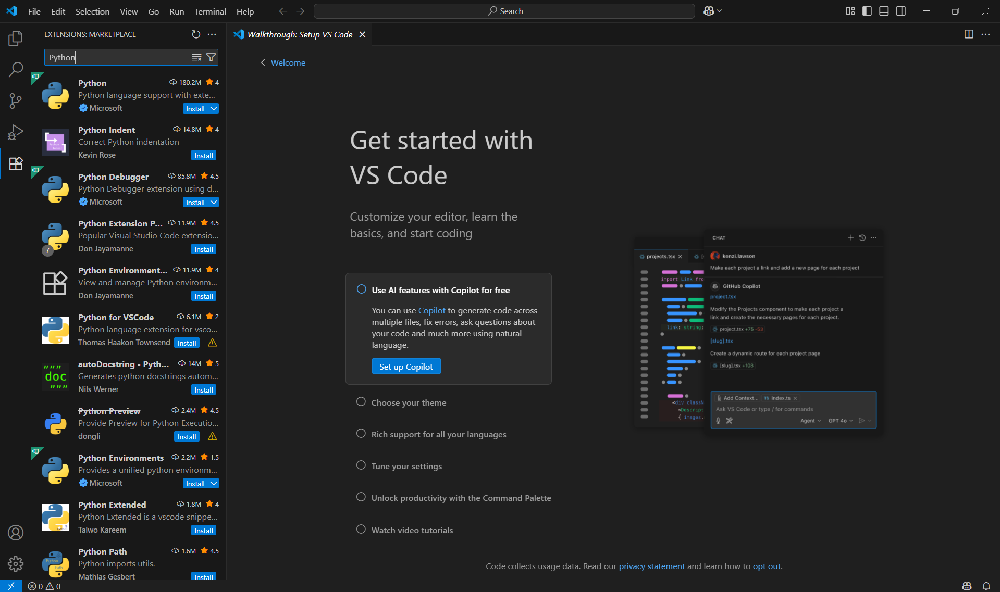 File Edit Selection View Go Run Terminal Help
Search
EXTENSIONS: MARKETPLACE
Python
Python 180.2M 4
Python language support with exte...
Microsoft Install
Python Indent 14.8M 4
Correct Python indentation
Kevin Rose Install
Python Debugger 85.8M 4.5
Python Debugger extension using d...
Microsoft Install
Python Extension P... 11.9M 4.5
Popular Visual Studio Code extensio...
7
Don Jayamanne Install
Python Environment... 11.9M 4
View and manage Python environm...
Don Jayamanne Install
Python for VSCode 6.1M 2
Python language extension for vsco...
Thomas Haakon Townsend Install
autoDocstring - Pyth... 14M 5
"""
doc
"""
Generates python docstrings autom...
Nils Werner Install
Python Preview 2.4M 4.5
Provide Preview for Python Executio...
dongli Install
Python Environments 2.2M 1.5
Provides a unified python environm...
Microsoft Install
Python Extended 1.8M 4
Python Extended is a vscode snippe...
Taiwo Kareem Install
Python Path 1.6M 4.5
Python
Path
Python imports utils.
Mathias Gesbert Install
0 0
Walkthrough: Setup VS Code
Welcome
Get started with
VS Code
Customize your editor, learn the
basics, and start coding
Use AI features with Copilot for free
You can use Copilot to generate code across
multiple files, fix errors, ask questions about
your code and much more using natural
language.
Set up Copilot
Choose your theme
Rich support for all your languages
Tune your settings
Unlock productivity with the Command Palette
Watch video tutorials
projects.tsx
import Link fro
link: string;
<div classN
<Descript
{ images.
CHAT
kenzi.lawson
Make each project a link and add a new page for each project
GitHub Copilot
project.tsx
Modify the Projects component to make each project a
link and create the necessary pages for each project.
project.tsx +75 -53
[slug].tsx
Create a dynamic route for each project page
[slug].tsx +108
Add Context... TS index.ts
Ask VS Code or type / for commands
Agent GPT 4o
Code collects usage data. Read our privacy statement and learn how to opt out.